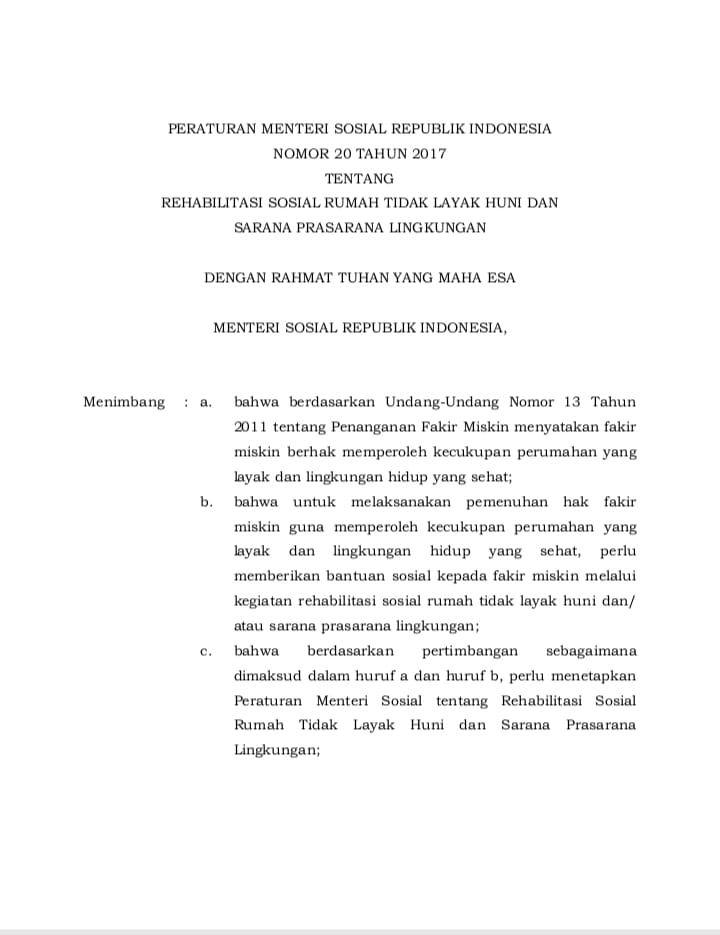 PERATURAN MENTERI SOSIAL REPUBLIK INDONESIA
NOMOR 20 TAHUN 2017
TENTANG
REHABILITASI SOSIAL RUMAH TIDAK LAYAK HUNI DAN
SARANA PRASARANA LINGKUNGAN
DENGAN RAHMAT TUHAN YANG MAHA ESA
MENTERI SOSIAL REPUBLIK INDONESIA,
Menimbang : a. bahwa berdasarkan Undang-Undang Nomor 13 Tahun
2011 tentang Penanganan Fakir Miskin menyatakan fakir
miskin berhak memperoleh kecukupan perumahan yang
layak dan lingkungan hidup yang sehat;
b. bahwa untuk melaksanakan pemenuhan hak fakir
miskin guna memperoleh kecukupan perumahan yang
layak dan lingkungan hidup yang sehat, perlu
memberikan bantuan sosial kepada fakir miskin melalui
kegiatan rehabilitasi sosial rumah tidak layak huni dan/
atau sarana prasarana lingkungan;
c. bahwa berdasarkan pertimbangan sebagaimana
dimaksud dalam huruf a dan huruf b, perlu menetapkan
Peraturan Menteri Sosial tentang Rehabilitasi Sosial
Rumah Tidak Layak Huni dan Sarana Prasarana
Lingkungan;